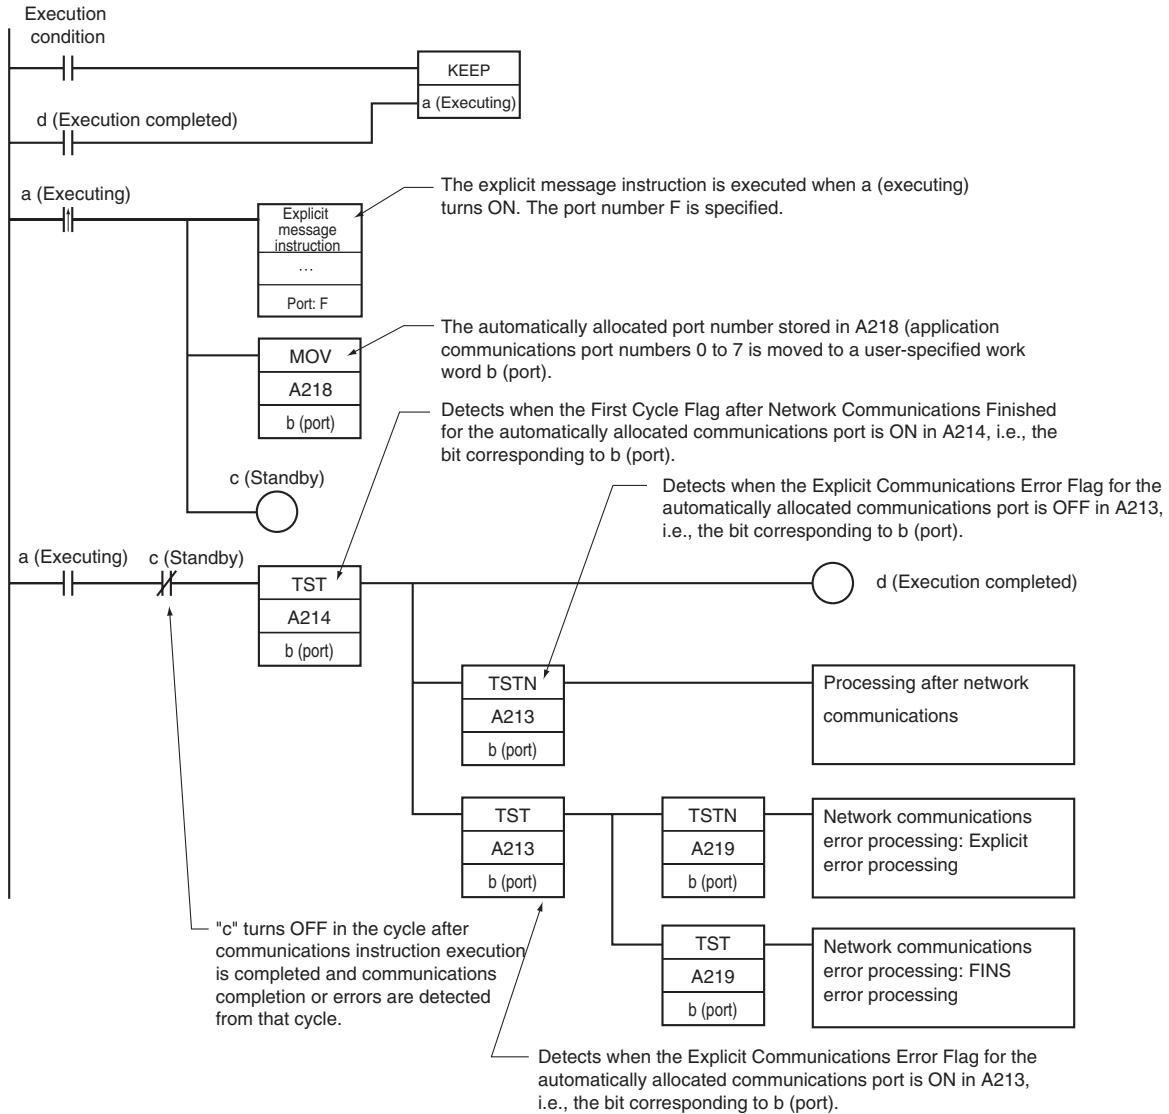 Execution
condition
KEEP
a (Executing)
d (Execution completed)
a (Executing)
The explicit message instruction is executed when a (executing)
turns ON. The port number F is specified.
Explicit
message
instruction
...
Port: F
The automatically allocated port number stored in A218 (application
communications port numbers 0 to 7 is moved to a user-specified work
word b (port).
MOV
A218
b (port)
Detects when the First Cycle Flag after Network Communications Finished
for the automatically allocated communications port is ON in A214, i.e., the
bit corresponding to b (port).
c (Standby)
Detects when the Explicit Communications Error Flag for the
automatically allocated communications port is OFF in A213,
i.e., the bit corresponding to b (port).
a (Executing)
c (Standby)
TST
A214
b (port)
d (Execution completed)
TSTN
A213
b (port)
Processing after network
communications
TST
A213
b (port)
TSTN
A219
b (port)
Network communications
error processing: Explicit
error processing
"c" turns OFF in the cycle after
communications instruction execution
is completed and communications
completion or errors are detected
from that cycle.
TST
A219
b (port)
Network communications
error processing: FINS
error processing
Detects when the Explicit Communications Error Flag for the
automatically allocated communications port is ON in A213,
i.e., the bit corresponding to b (port).